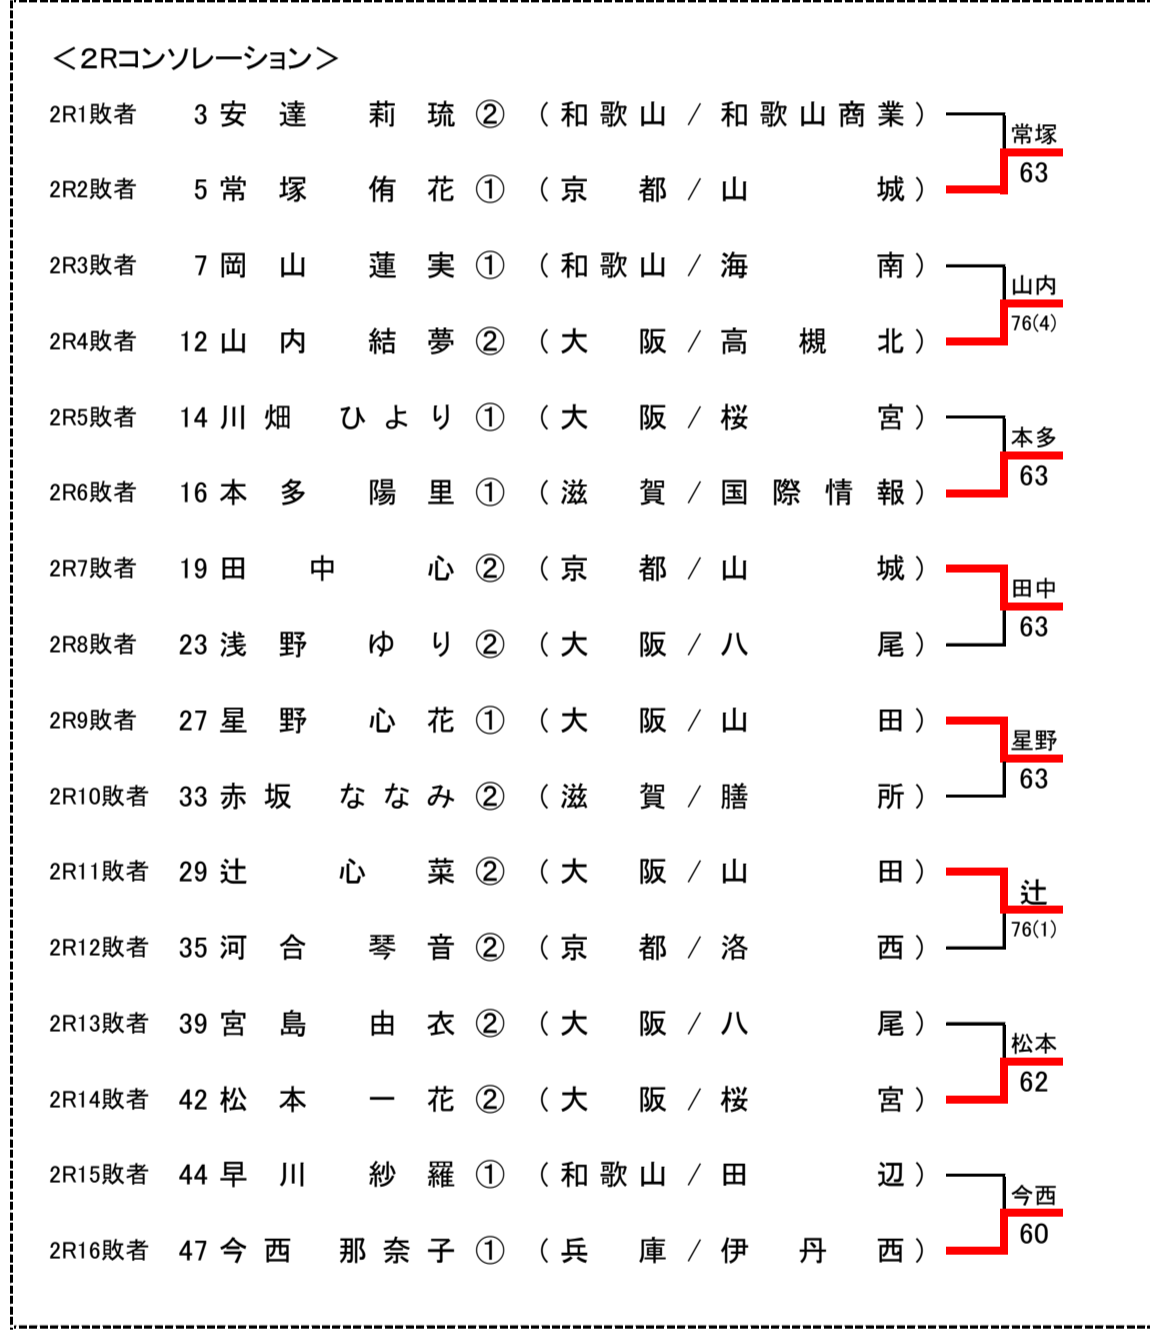 ＜2Rコンソレーション＞
2R1敗者 3 安達 莉琉 ② （和歌山 / 和歌山商業）
常塚
63
2R2敗者 5 常塚 侑花 ① （京都 / 山城）
2R3敗者 7 岡山 蓮実 ① （和歌山 / 海南）
山内
76(4)
2R4敗者 12 山内 結夢 ② （大阪 / 高槻北）
2R5敗者 14 川畑 ひより ① （大阪 / 桜宮）
本多
63
2R6敗者 16 本多 陽里 ① （滋賀 / 国際情報）
2R7敗者 19 田中 心 ② （京都 / 山城）
田中
63
2R8敗者 23 浅野 ゆり ② （大阪 / 八尾）
2R9敗者 27 星野 心花 ① （大阪 / 山田）
星野
63
2R10敗者 33 赤坂 ななみ ② （滋賀 / 膳所）
2R11敗者 29 辻 心菜 ② （大阪 / 山田）
辻
76(1)
2R12敗者 35 河合 琴音 ② （京都 / 洛西）
2R13敗者 39 宮島 由衣 ② （大阪 / 八尾）
松本
62
2R14敗者 42 松本 一花 ② （大阪 / 桜宮）
2R15敗者 44 早川 紗羅 ① （和歌山 / 田辺）
今西
60
2R16敗者 47 今西 那奈子 ① （兵庫 / 伊丹西）